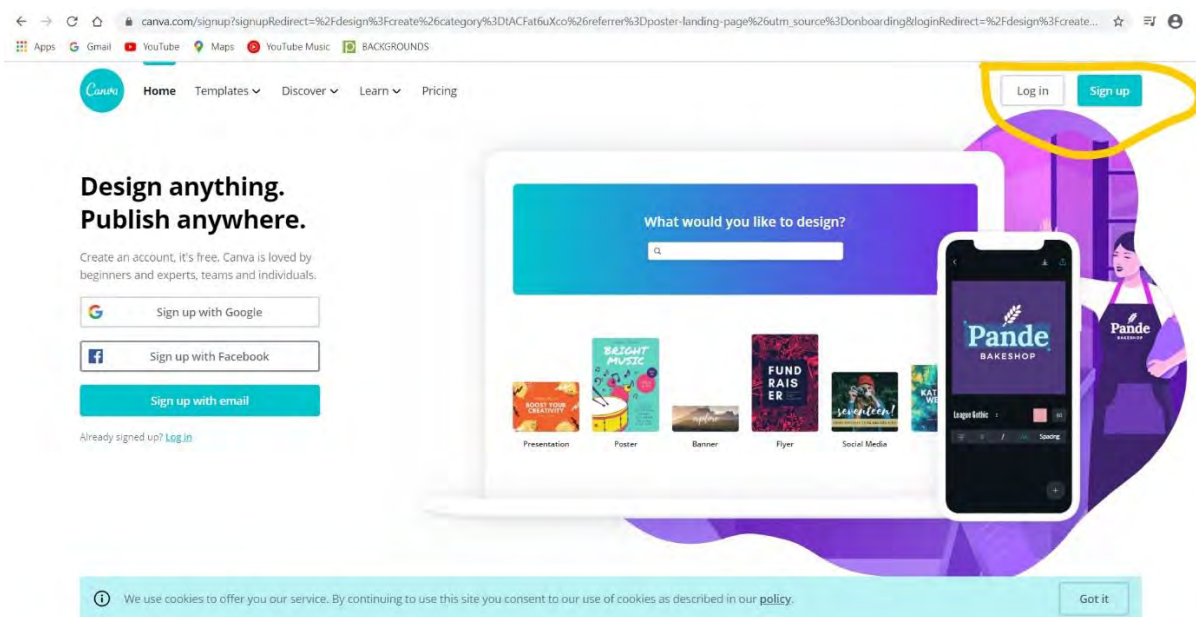 canva.com/signup?signupRedirect=%2Fdesign%3Fcreate%26category%3DtACFat6uXco%26referrer%3Dposter-landing-page%26utm_source%3Donboarding&loginRedirect=%2Fdesign%3Fcreate...
Apps Gmail YouTube Maps YouTube Music BACKGROUNDS
Canva Home Templates Discover Learn Pricing Log in Sign up
Design anything.
Publish anywhere.
Create an account, it's free. Canva is loved by
beginners and experts, teams and individuals.
Sign up with Google
Sign up with Facebook
Sign up with email
Already signed up? Log in
What would you like to design?
BOOST YOUR
CREATIVITY
Presentation
BRIGHT
MUSIC
Poster
explore
Banner
FUND
RAIS
ER
Flyer
seventeen!
Social Media
KAT
WE
Pande
BAKESHOP
League Gothic
Spacing
Pande
BAKESHOP
We use cookies to offer you our service. By continuing to use this site you consent to our use of cookies as described in our policy.
Got it